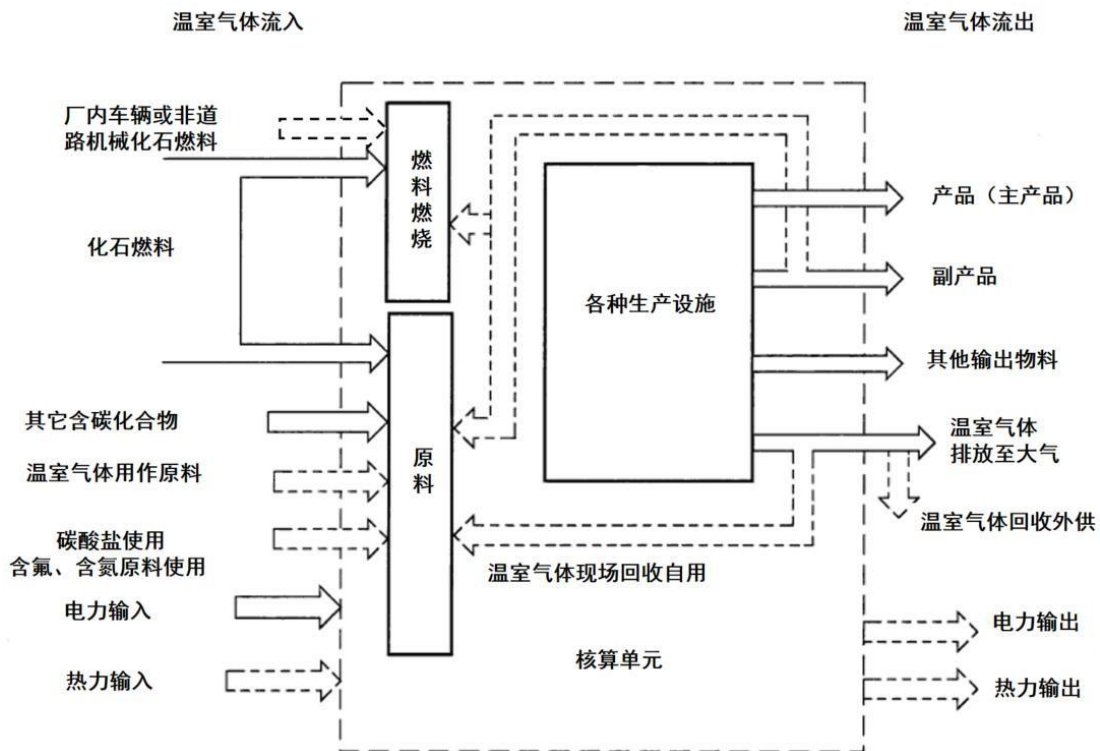 温室气体流入
温室气体流出
厂内车辆或非道
路机械化石燃料
燃料燃烧
产品（主产品）
化石燃料
副产品
各种生产设施
其他输出物料
其它含碳化合物
原料
温室气体
排放至大气
温室气体用作原料
温室气体回收外供
碳酸盐使用
含氟、含氮原料使用
温室气体现场回收自用
电力输入
电力输出
核算单元
热力输入
热力输出